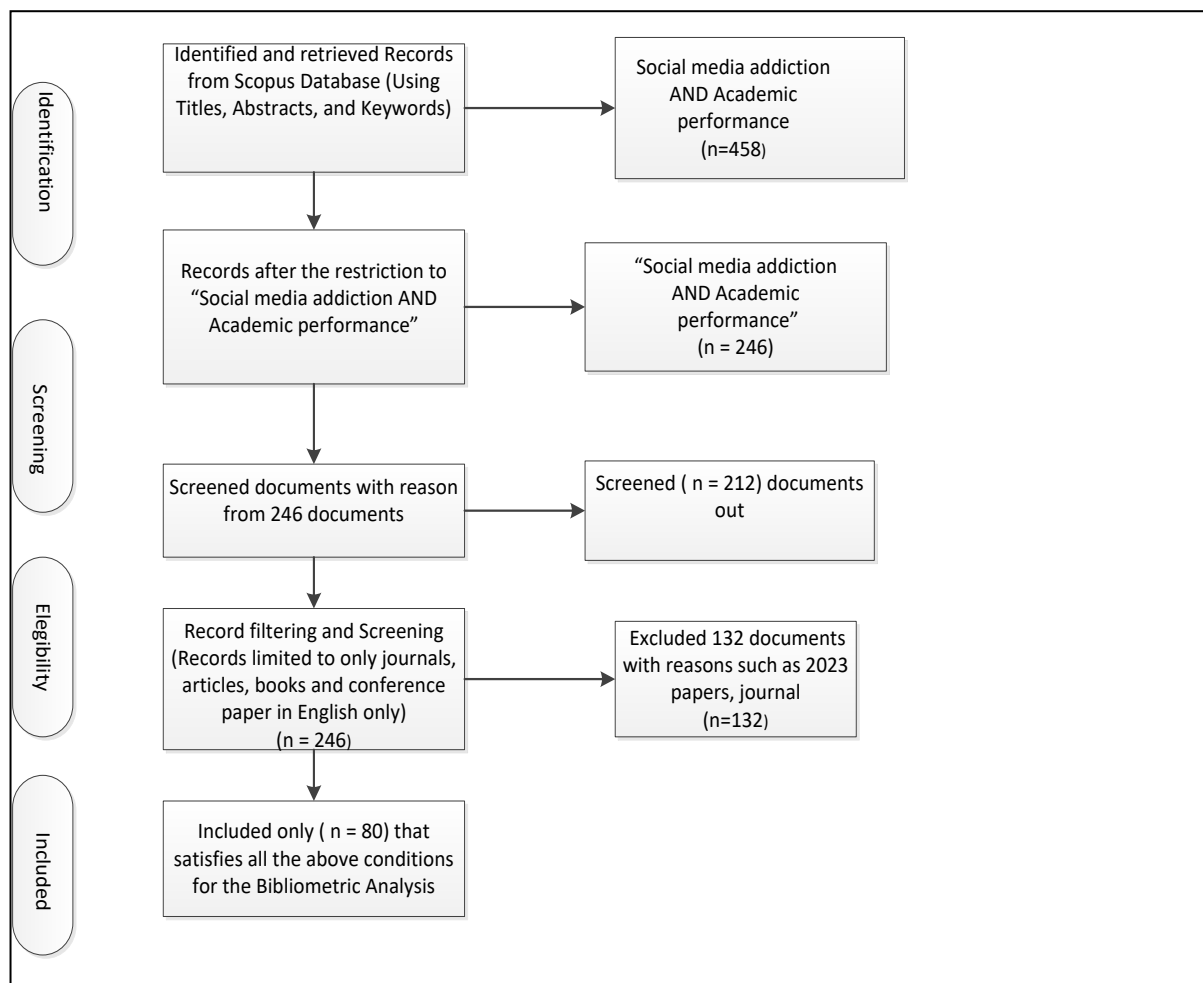 Identification
Identified and retrieved Records
from Scopus Database (Using
Titles, Abstracts, and Keywords)
Social media addiction
AND Academic
performance
(n=458)
Records after the restriction to
“Social media addiction AND
Academic performance”
“Social media addiction
AND Academic
performance”
(n = 246)
Screening
Screened documents with reason
from 246 documents
Screened ( n = 212) documents
out
Elegibility
Record filtering and Screening
(Records limited to only journals,
articles, books and conference
paper in English only)
(n = 246)
Excluded 132 documents
with reasons such as 2023
papers, journal
(n=132)
Included
Included only ( n = 80) that
satisfies all the above conditions
for the Bibliometric Analysis